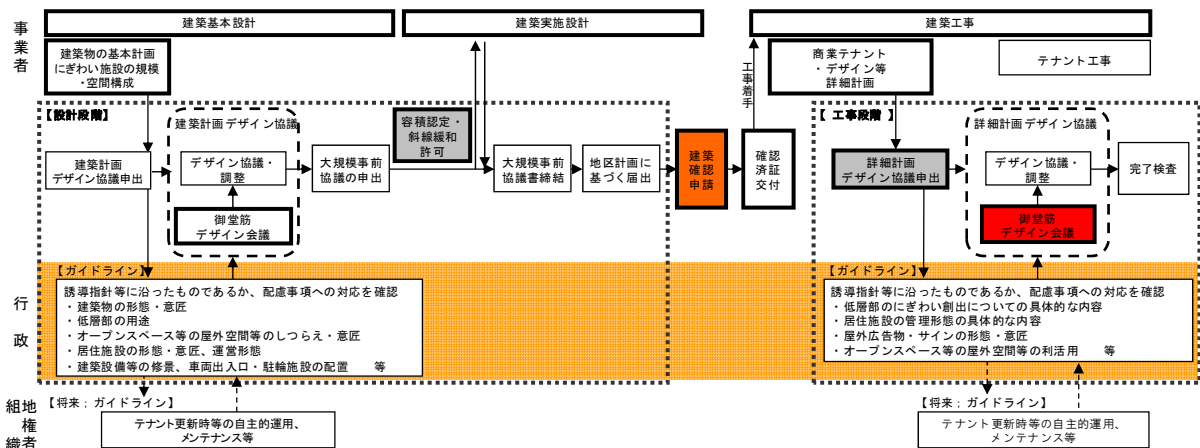 事業者
建築基本設計
建築実施設計
建築工事
建築物の基本計画
にぎわい施設の規模
・空間構成
工事着手
商業テナント
・デザイン等
詳細計画
テナント工事
【設計段階】
建築計画デザイン協議
建築計画
デザイン協議申出
デザイン協議・
調整
御堂筋
デザイン会議
大規模事前
協議の申出
容積認定・
斜線緩和
許可
大規模事前
協議書締結
地区計画に
基づく届出
建築
確認
申請
確認
済証
交付
【工事段階】
詳細計画デザイン協議
詳細計画
デザイン協議申出
デザイン協議・
調整
御堂筋
デザイン会議
完了検査
行政
【ガイドライン】
誘導指針等に沿ったものであるか、配慮事項への対応を確認
・建築物の形態・意匠
・低層部の用途
・オープンスペース等の屋外空間等のしつらえ・意匠
・居住施設の形態・意匠、運営形態
・建築設備等の修景、車両出入口・駐輪施設の配置　等
【ガイドライン】
誘導指針等に沿ったものであるか、配慮事項への対応を確認
・低層部のにぎわい創出についての具体的な内容
・居住施設の管理形態の具体的な内容
・屋外広告物・サインの形態・意匠
・オープンスペース等の屋外空間等の利活用　等
地権者
組織
【将来；ガイドライン】
テナント更新時等の自主的運用、
メンテナンス等
【将来；ガイドライン】
テナント更新時等の自主的運用、
メンテナンス等